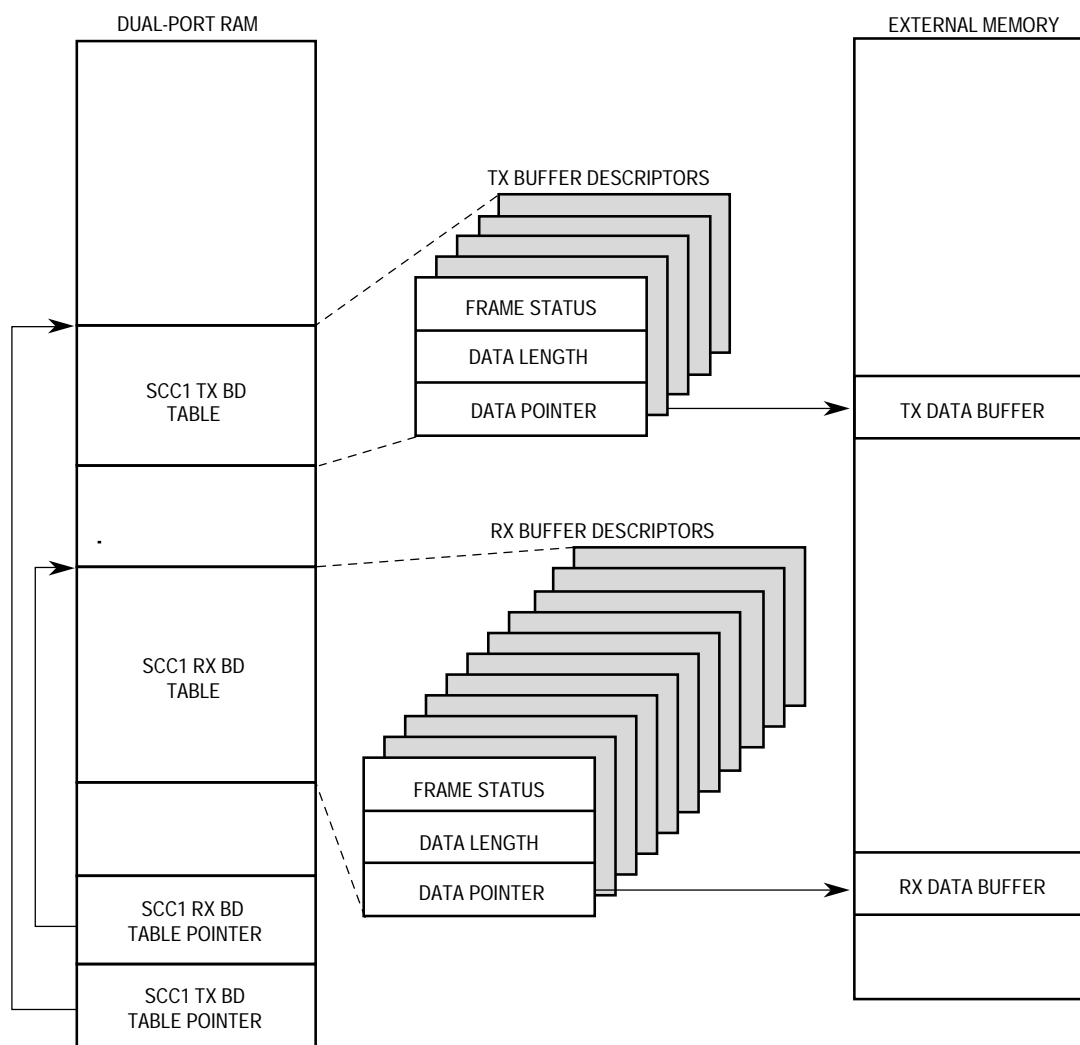 DUAL-PORT RAM
EXTERNAL MEMORY
TX BUFFER DESCRIPTORS
FRAME STATUS
DATA LENGTH
DATA POINTER
SCC1 TX BD
TABLE
TX DATA BUFFER
RX BUFFER DESCRIPTORS
SCC1 RX BD
TABLE
FRAME STATUS
DATA LENGTH
DATA POINTER
RX DATA BUFFER
SCC1 RX BD
TABLE POINTER
SCC1 TX BD
TABLE POINTER